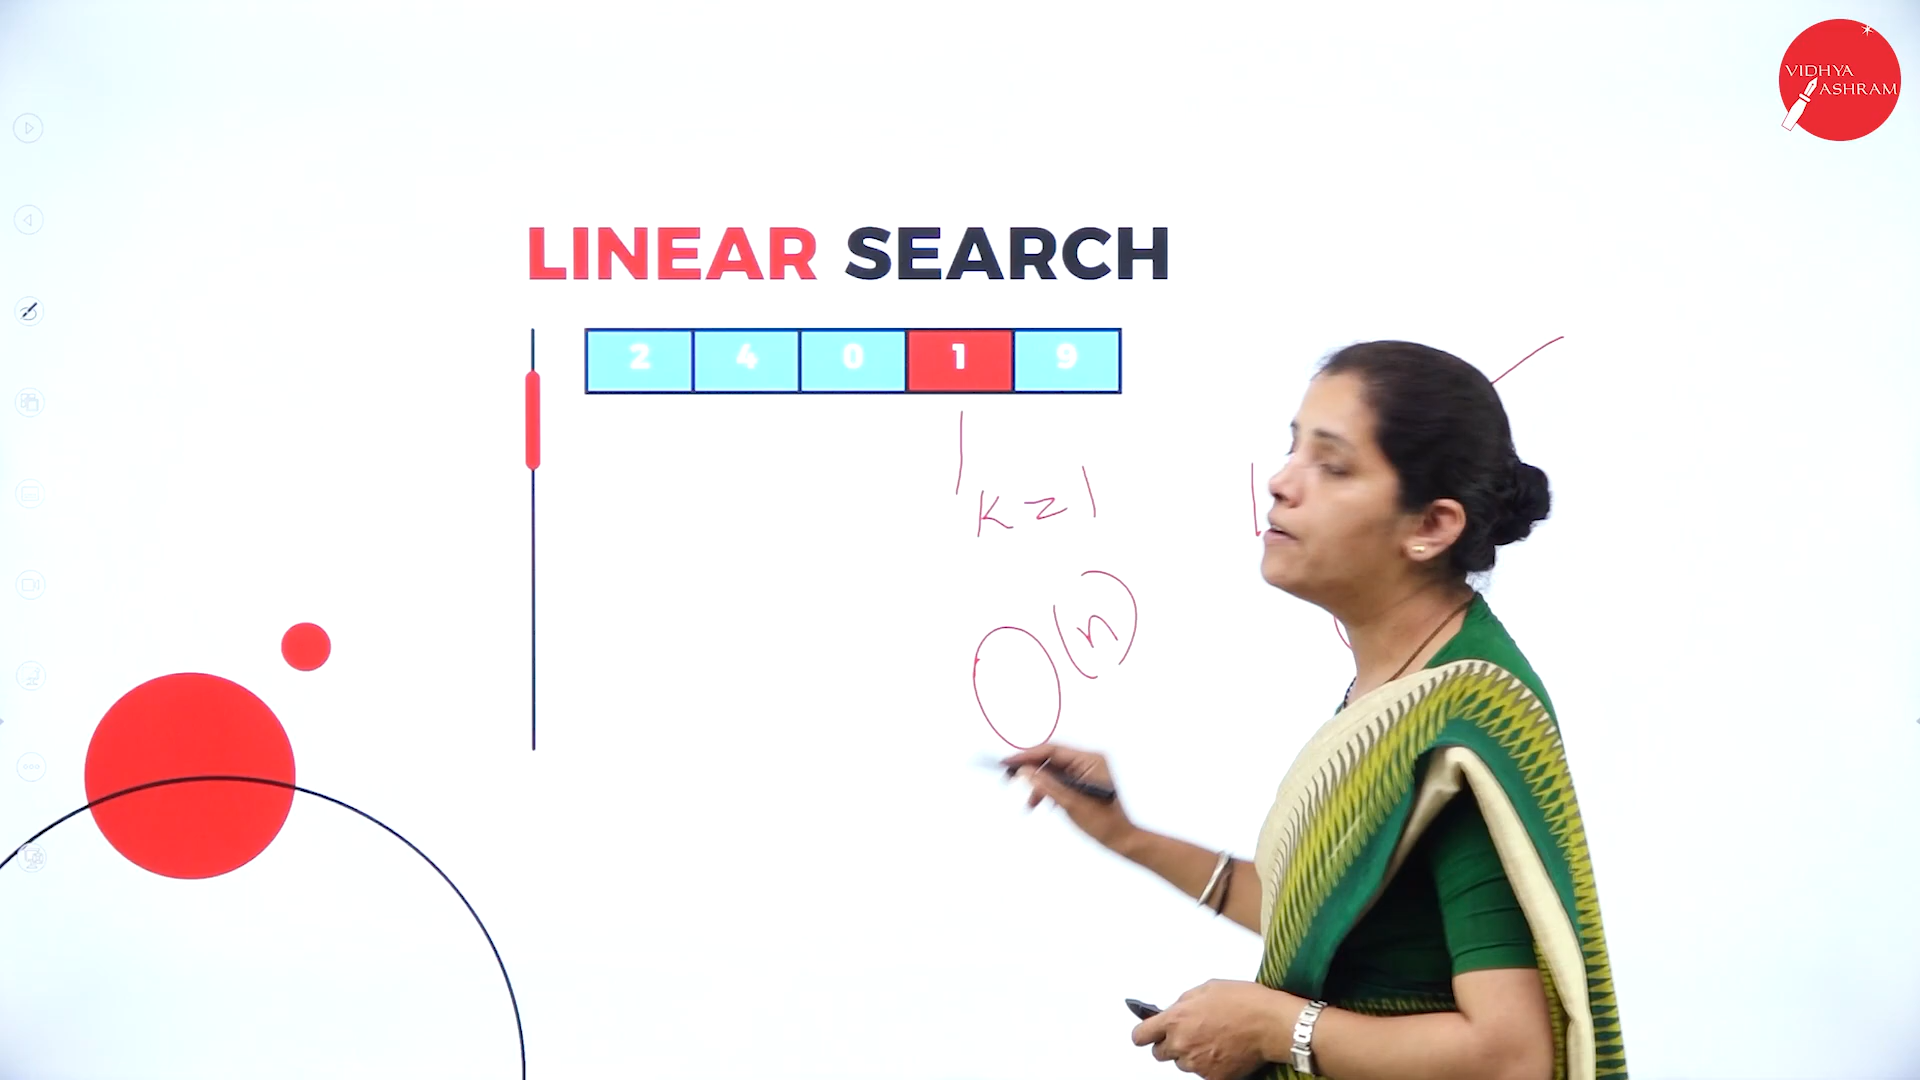 VIDHYA
ASHRAM
LINEAR SEARCH
2 4 0 1 9
K = 1
O(n)